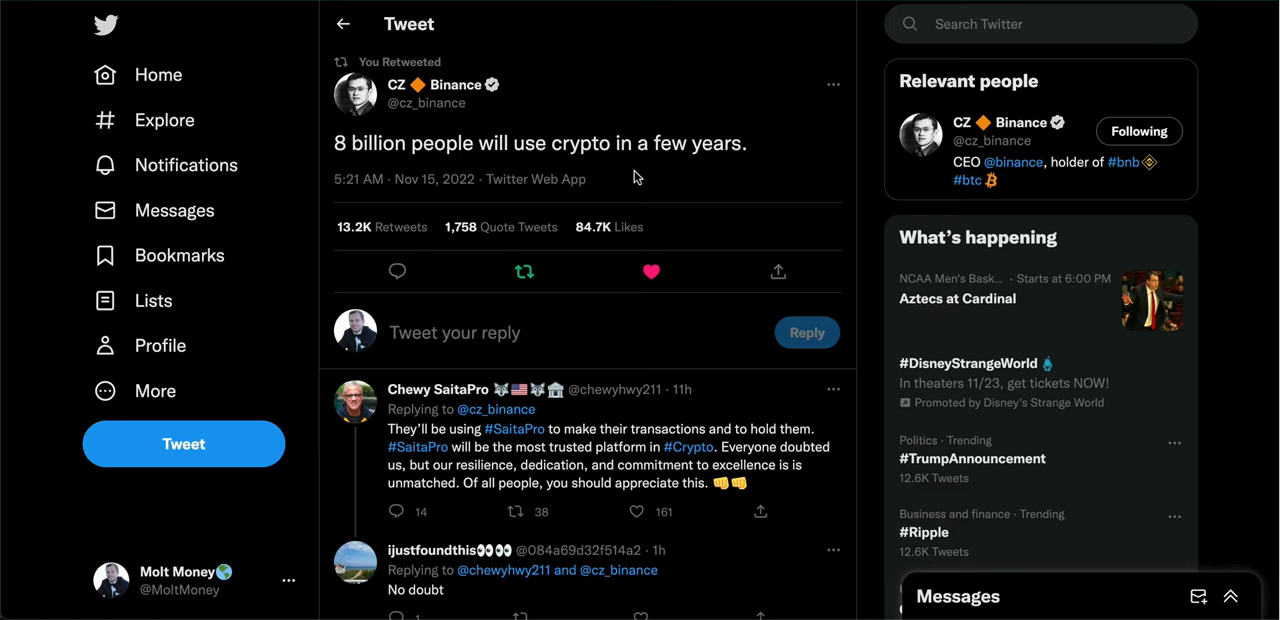 Home
Explore
Notifications
Messages
Bookmarks
Lists
Profile
More
Tweet
Molt Money🌎
@MoltMoney
Tweet
You Retweeted
CZ 🔶 Binance
@cz_binance
8 billion people will use crypto in a few years.
5:21 AM · Nov 15, 2022 · Twitter Web App
13.2K Retweets 1,758 Quote Tweets 84.7K Likes
Tweet your reply
Reply
Chewy SaitaPro 🐺🇺🇸🐺🏦 @chewyhwy211 · 11h
Replying to @cz_binance
They'll be using #SaitaPro to make their transactions and to hold them.
#SaitaPro will be the most trusted platform in #Crypto. Everyone doubted
us, but our resilience, dedication, and commitment to excellence is is
unmatched. Of all people, you should appreciate this. 👊👊
14 38 161
ijustfoundthis👀👀 @084a69d32f514a2 · 1h
Replying to @chewyhwy211 and @cz_binance
No doubt
1
Search Twitter
Relevant people
CZ 🔶 Binance
@cz_binance
Following
CEO @binance, holder of #bnb
#btc
What's happening
NCAA Men's Bask... · Starts at 6:00 PM
Aztecs at Cardinal
#DisneyStrangeWorld
In theaters 11/23, get tickets NOW!
Promoted by Disney's Strange World
Politics · Trending
#TrumpAnnouncement
12.6K Tweets
Business and finance · Trending
#Ripple
12.6K Tweets
Messages